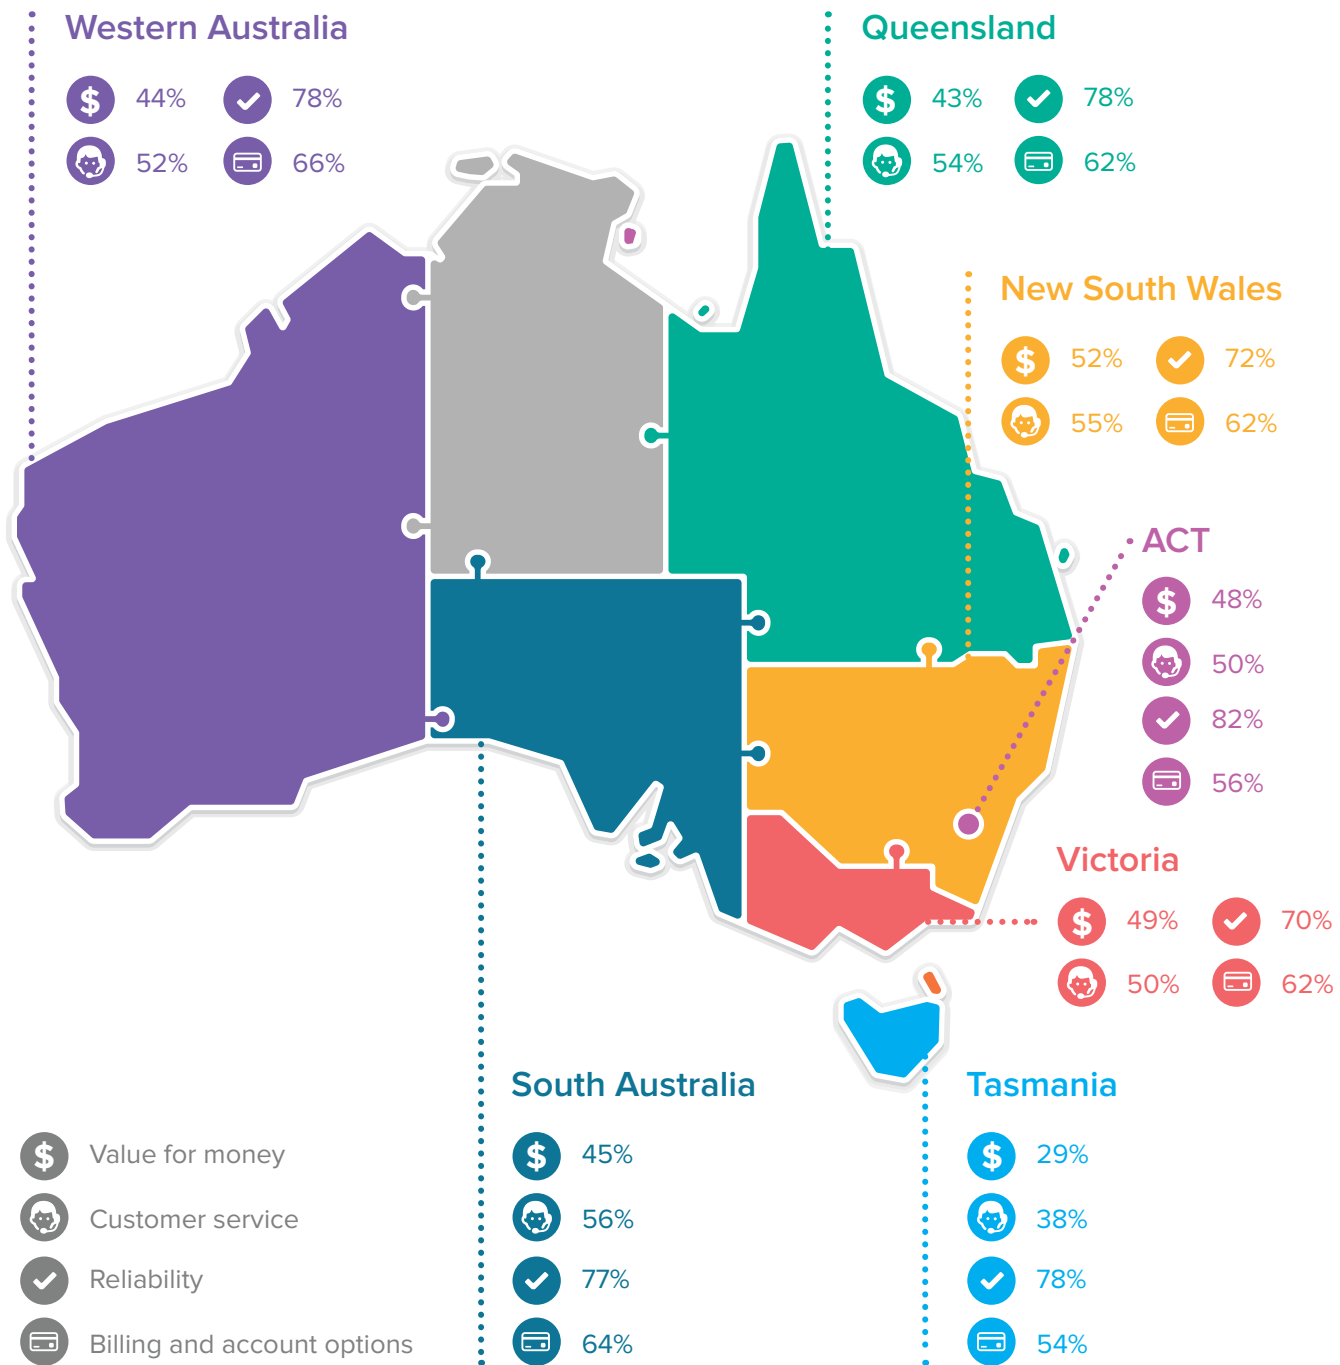 Western Australia
44% 78%
52% 66%
Queensland
43% 78%
54% 62%
New South Wales
52% 72%
55% 62%
ACT
48%
50%
82%
56%
Victoria
49% 70%
50% 62%
South Australia
45%
56%
77%
64%
Tasmania
29%
38%
78%
54%
$ Value for money
Customer service
Reliability
Billing and account options